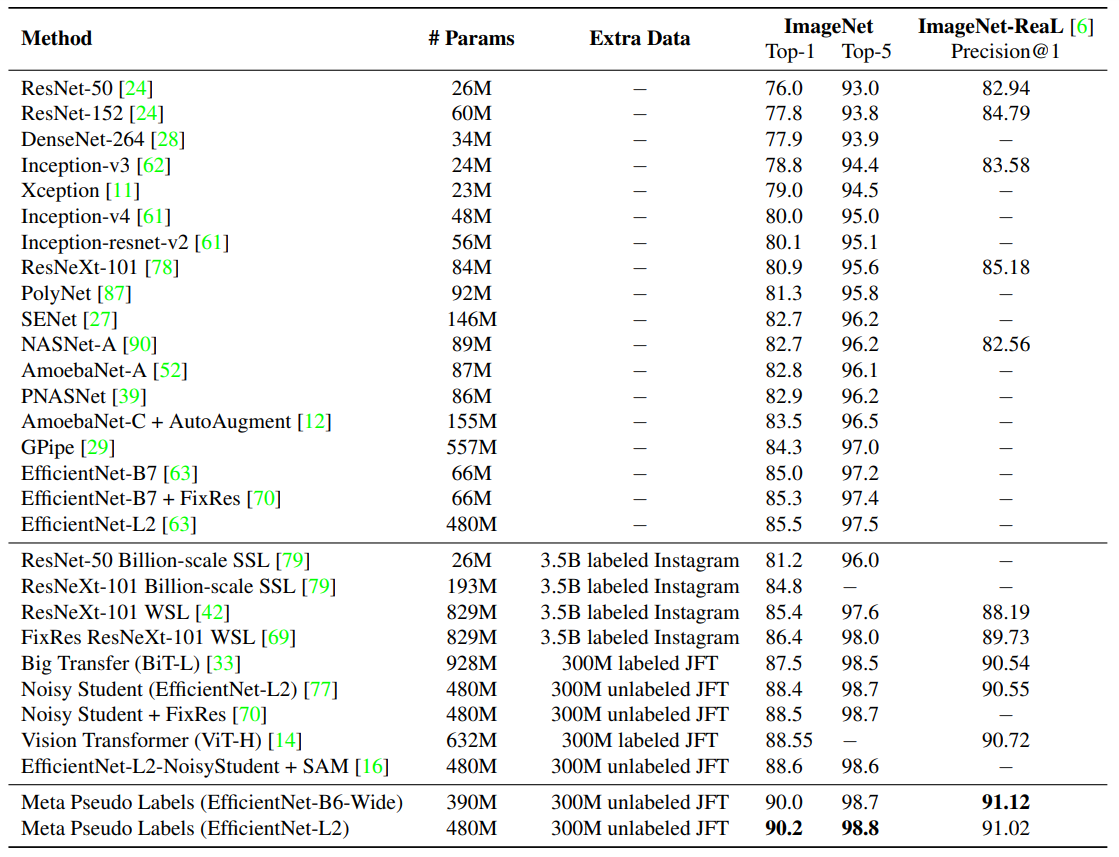 Method # Params Extra Data ImageNet ImageNet-ReaL [6]
Top-1 Top-5 Precision@1
ResNet-50 [24] 26M − 76.0 93.0 82.94
ResNet-152 [24] 60M − 77.8 93.8 84.79
DenseNet-264 [28] 34M − 77.9 93.9 −
Inception-v3 [62] 24M − 78.8 94.4 83.58
Xception [11] 23M − 79.0 94.5 −
Inception-v4 [61] 48M − 80.0 95.0 −
Inception-resnet-v2 [61] 56M − 80.1 95.1 −
ResNeXt-101 [78] 84M − 80.9 95.6 85.18
PolyNet [87] 92M − 81.3 95.8 −
SENet [27] 146M − 82.7 96.2 −
NASNet-A [90] 89M − 82.7 96.2 82.56
AmoebaNet-A [52] 87M − 82.8 96.1 −
PNASNet [39] 86M − 82.9 96.2 −
AmoebaNet-C + AutoAugment [12] 155M − 83.5 96.5 −
GPipe [29] 557M − 84.3 97.0 −
EfficientNet-B7 [63] 66M − 85.0 97.2 −
EfficientNet-B7 + FixRes [70] 66M − 85.3 97.4 −
EfficientNet-L2 [63] 480M − 85.5 97.5 −
ResNet-50 Billion-scale SSL [79] 26M 3.5B labeled Instagram 81.2 96.0 −
ResNeXt-101 Billion-scale SSL [79] 193M 3.5B labeled Instagram 84.8 − −
ResNeXt-101 WSL [42] 829M 3.5B labeled Instagram 85.4 97.6 88.19
FixRes ResNeXt-101 WSL [69] 829M 3.5B labeled Instagram 86.4 98.0 89.73
Big Transfer (BiT-L) [33] 928M 300M labeled JFT 87.5 98.5 90.54
Noisy Student (EfficientNet-L2) [77] 480M 300M unlabeled JFT 88.4 98.7 90.55
Noisy Student + FixRes [70] 480M 300M unlabeled JFT 88.5 98.7 −
Vision Transformer (ViT-H) [14] 632M 300M labeled JFT 88.55 − 90.72
EfficientNet-L2-NoisyStudent + SAM [16] 480M 300M unlabeled JFT 88.6 98.6 −
Meta Pseudo Labels (EfficientNet-B6-Wide) 390M 300M unlabeled JFT 90.0 98.7 91.12
Meta Pseudo Labels (EfficientNet-L2) 480M 300M unlabeled JFT 90.2 98.8 91.02